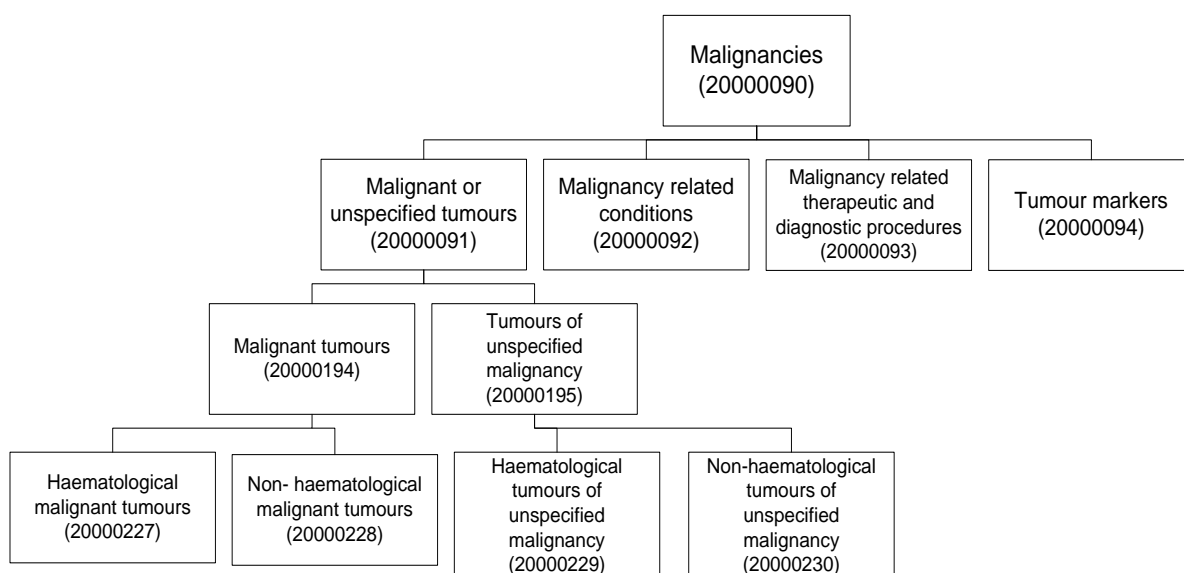 Malignancies
(20000090)
Malignant or
unspecified tumours
(20000091)
Malignancy related
conditions
(20000092)
Malignancy related
therapeutic and
diagnostic procedures
(20000093)
Tumour markers
(20000094)
Malignant tumours
(20000194)
Tumours of
unspecified
malignancy
(20000195)
Haematological
malignant tumours
(20000227)
Non- haematological
malignant tumours
(20000228)
Haematological
tumours of
unspecified
malignancy
(20000229)
Non-haematological
tumours of
unspecified
malignancy
(20000230)